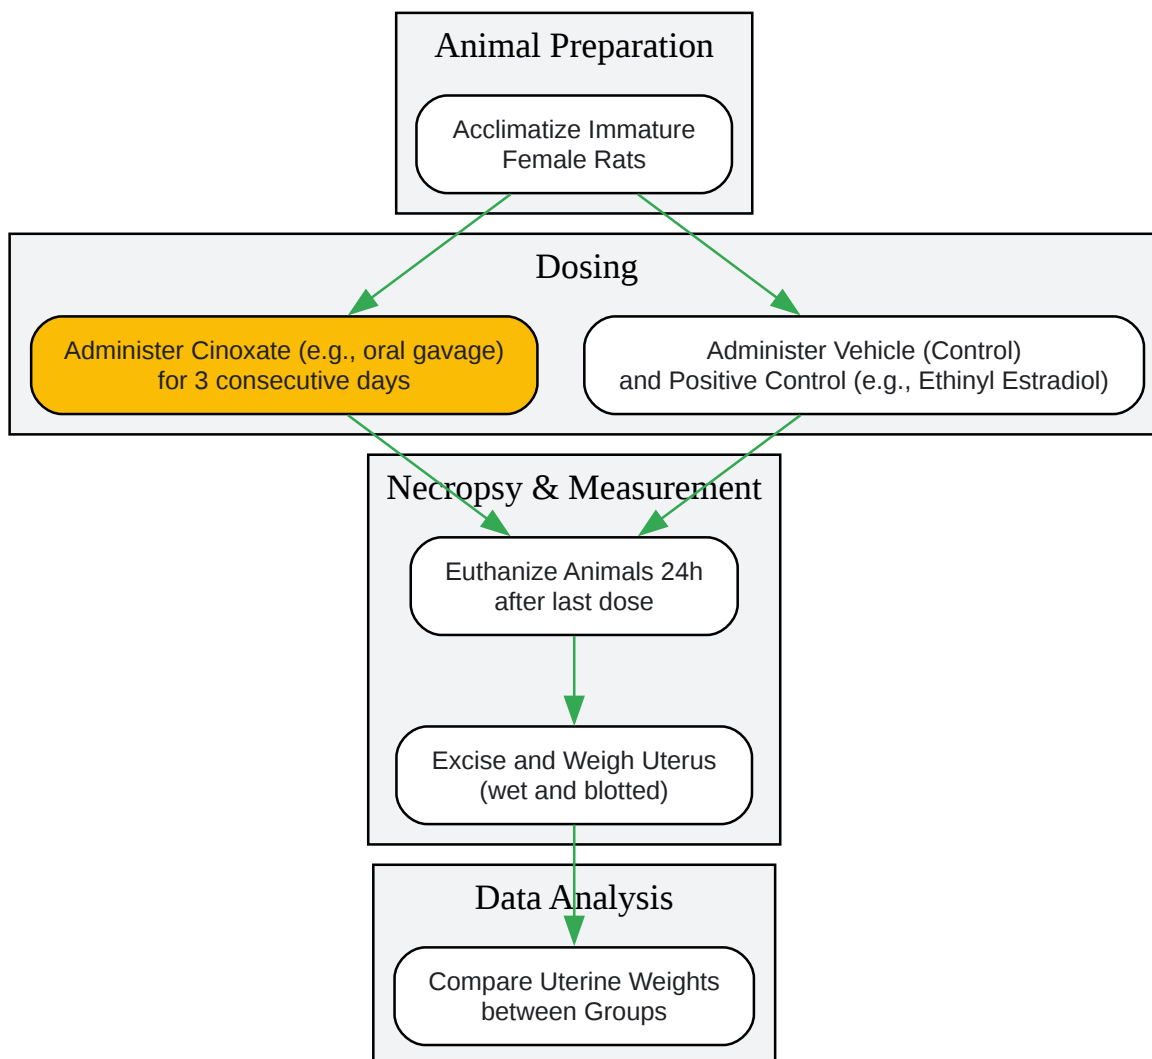 Animal Preparation
Acclimatize Immature
Female Rats
Dosing
Administer Cinoxate (e.g., oral gavage)
for 3 consecutive days
Administer Vehicle (Control)
and Positive Control (e.g., Ethinyl Estradiol)
Necropsy & Measurement
Euthanize Animals 24h
after last dose
Excise and Weigh Uterus
(wet and blotted)
Data Analysis
Compare Uterine Weights
between Groups